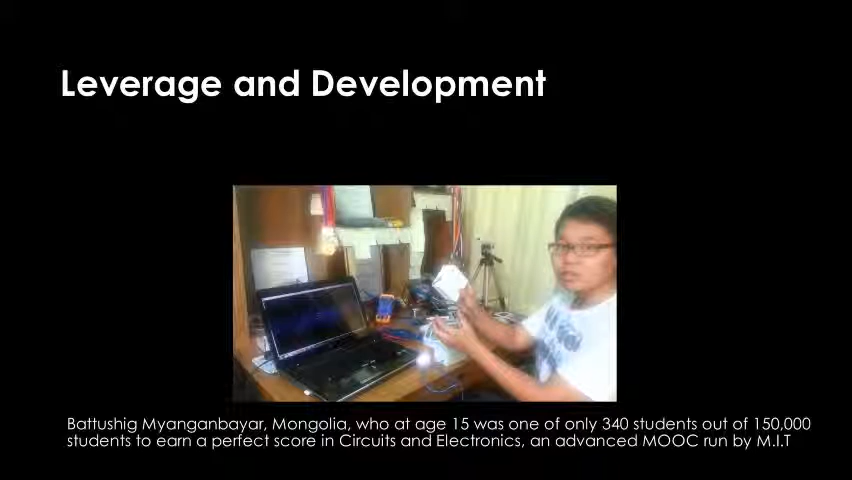 Leverage and Development
Battushig Myanganbayar, Mongolia, who at age 15 was one of only 340 students out of 150,000
students to earn a perfect score in Circuits and Electronics, an advanced MOOC run by M.I.T